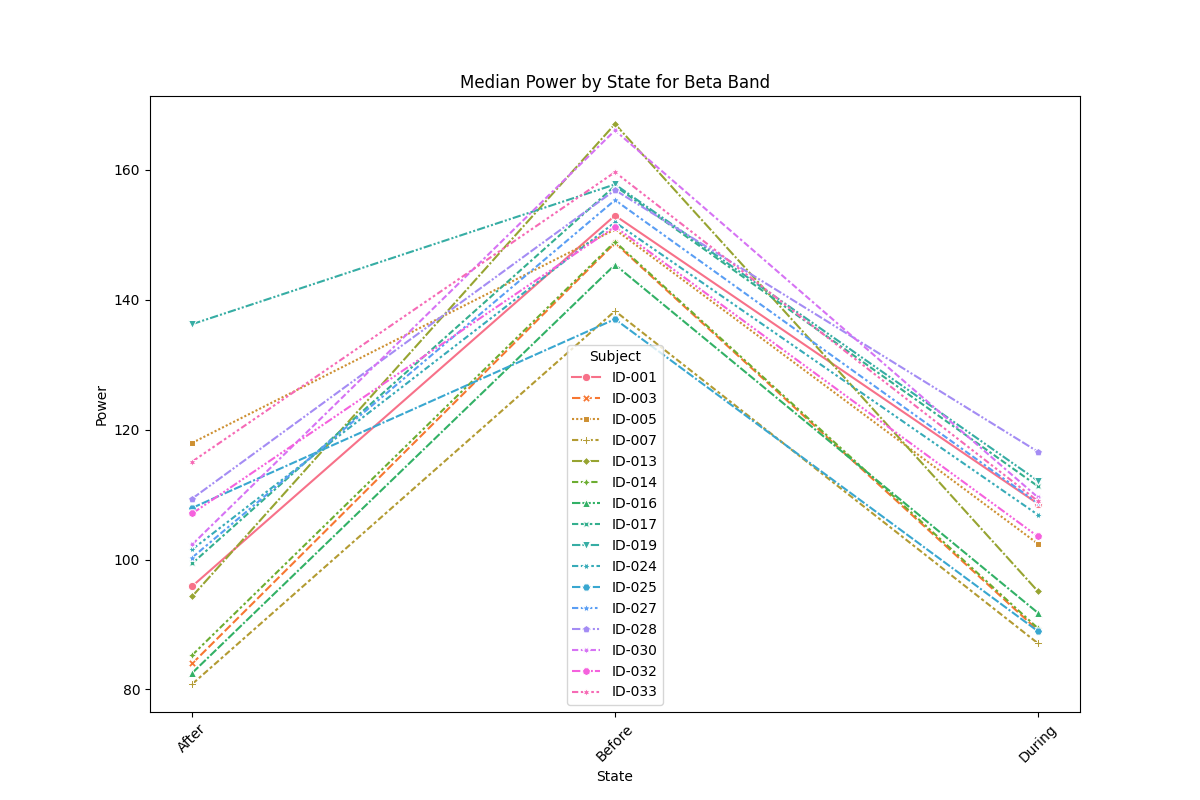 Median Power by State for Beta Band
Power
160
140
120
100
80
Subject
ID-001
ID-003
ID-005
ID-007
ID-013
ID-014
ID-016
ID-017
ID-019
ID-024
ID-025
ID-027
ID-028
ID-030
ID-032
ID-033
After
Before
During
State